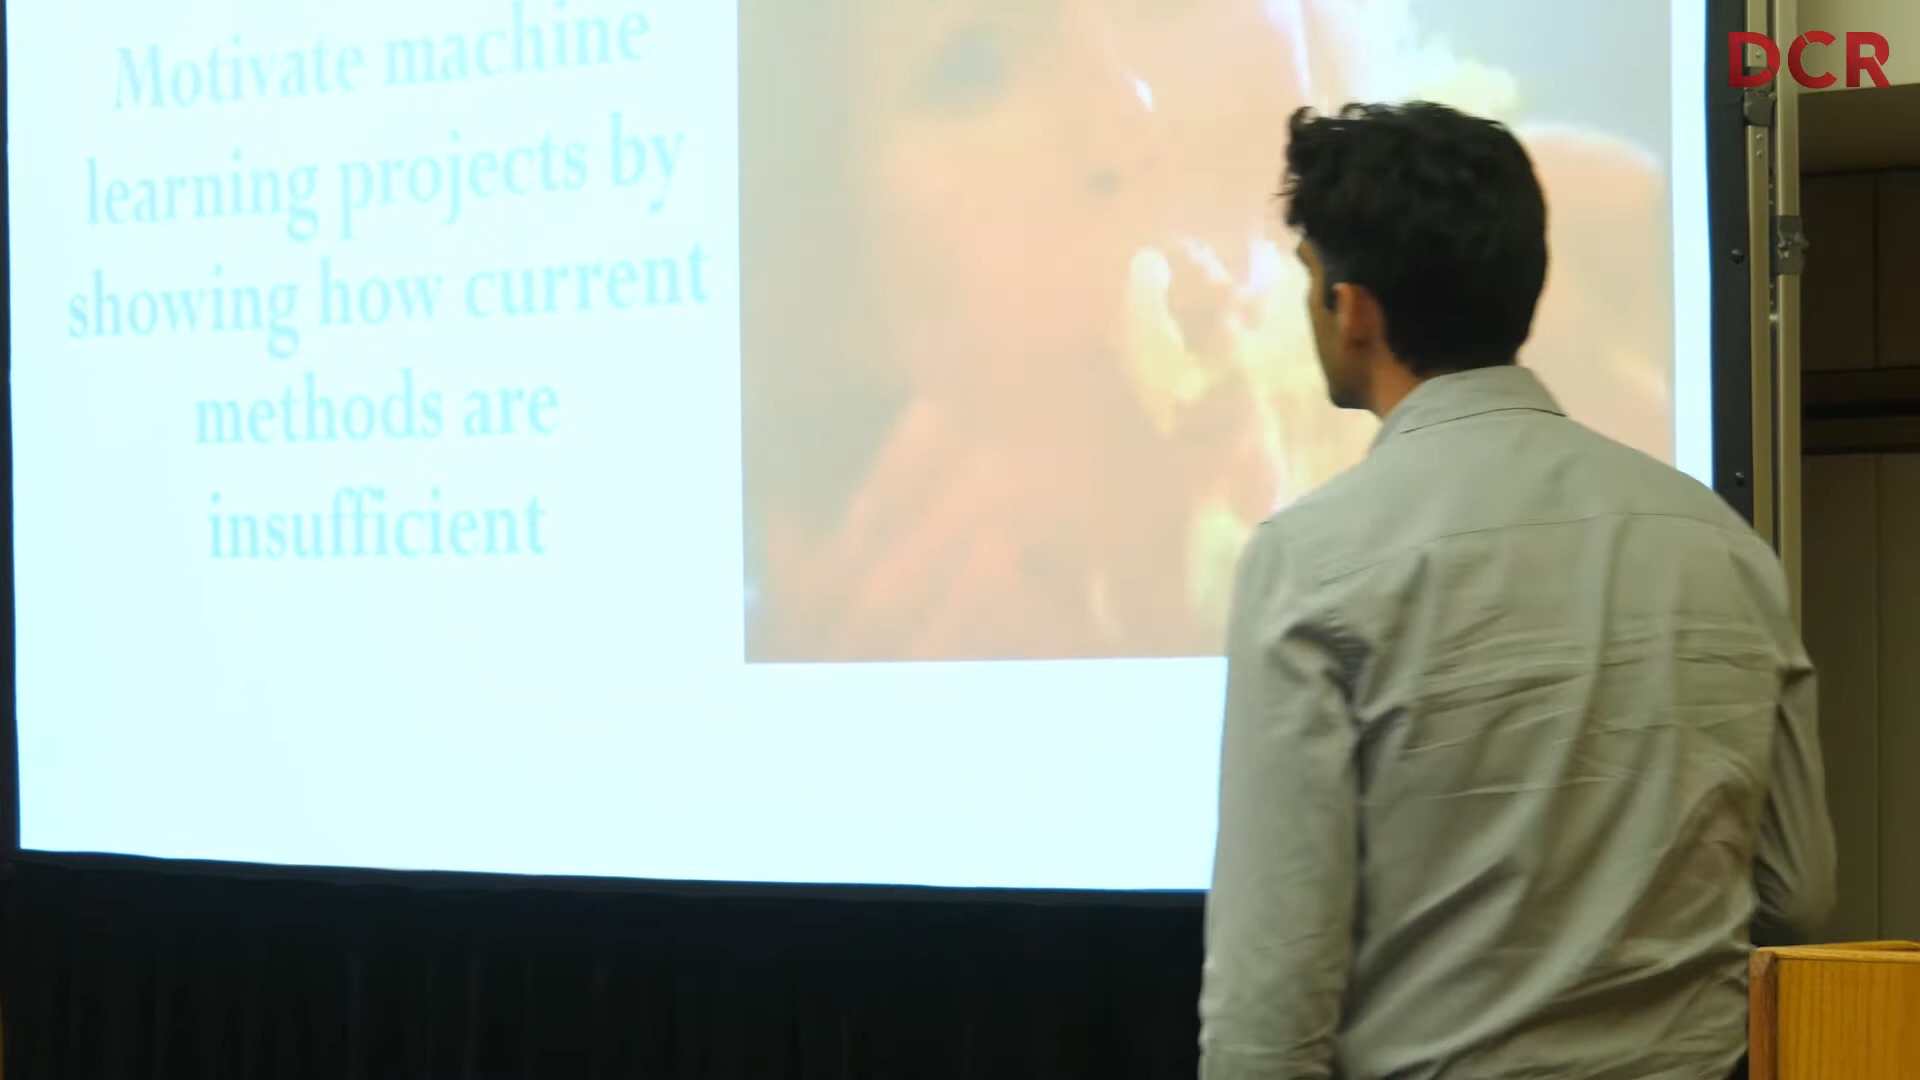 DCR
Motivate machine
learning projects by
showing how current
methods are
insufficient